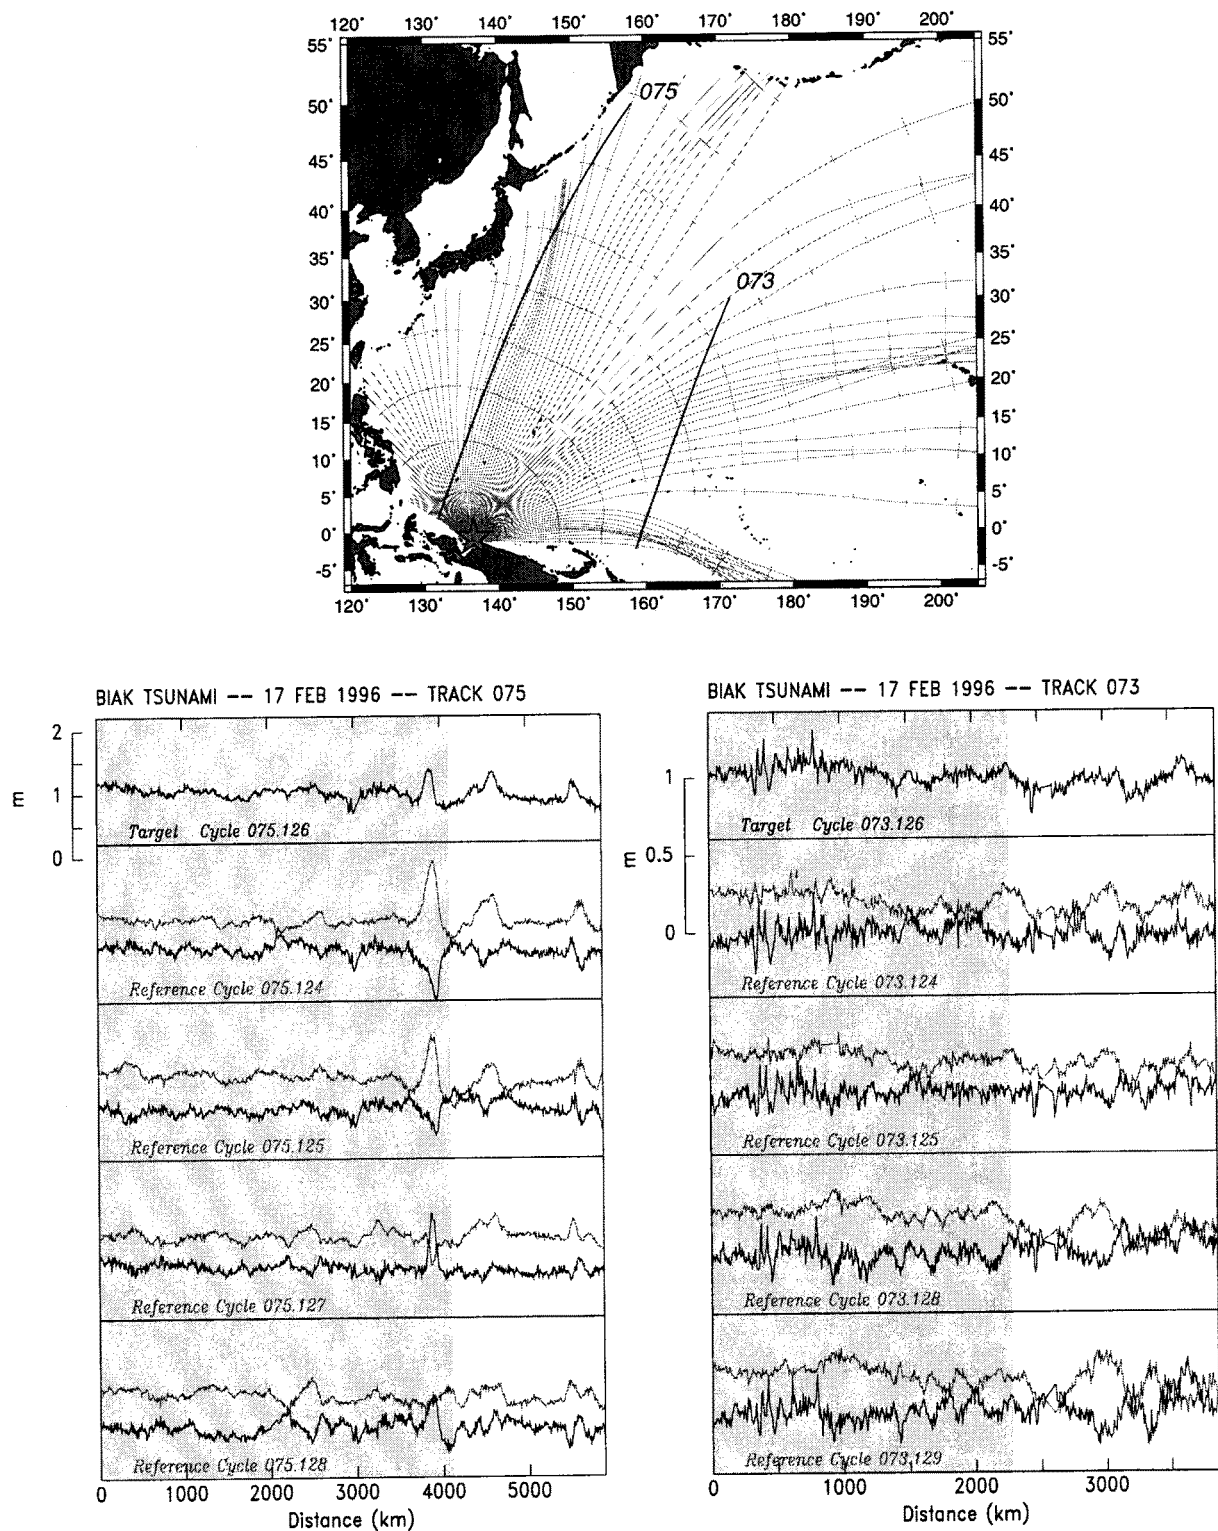 120° 130° 140° 150° 160° 170° 180° 190° 200°
55° 55°
075
50° 50°
45° 45°
40° 40°
35° 35°
073
30° 30°
25° 25°
20° 20°
15° 15°
10° 10°
5° 5°
0° 0°
-5° -5°
120° 130° 140° 150° 160° 170° 180° 190° 200°
BIAK TSUNAMI -- 17 FEB 1996 -- TRACK 075
2
m
1
0
Target Cycle 075.126
Reference Cycle 075.124
Reference Cycle 075.125
Reference Cycle 075.127
Reference Cycle 075.128
0 1000 2000 3000 4000 5000
Distance (km)
BIAK TSUNAMI -- 17 FEB 1996 -- TRACK 073
1
m
0.5
0
Target Cycle 073.126
Reference Cycle 073.124
Reference Cycle 073.125
Reference Cycle 073.128
Reference Cycle 073.129
0 1000 2000 3000
Distance (km)